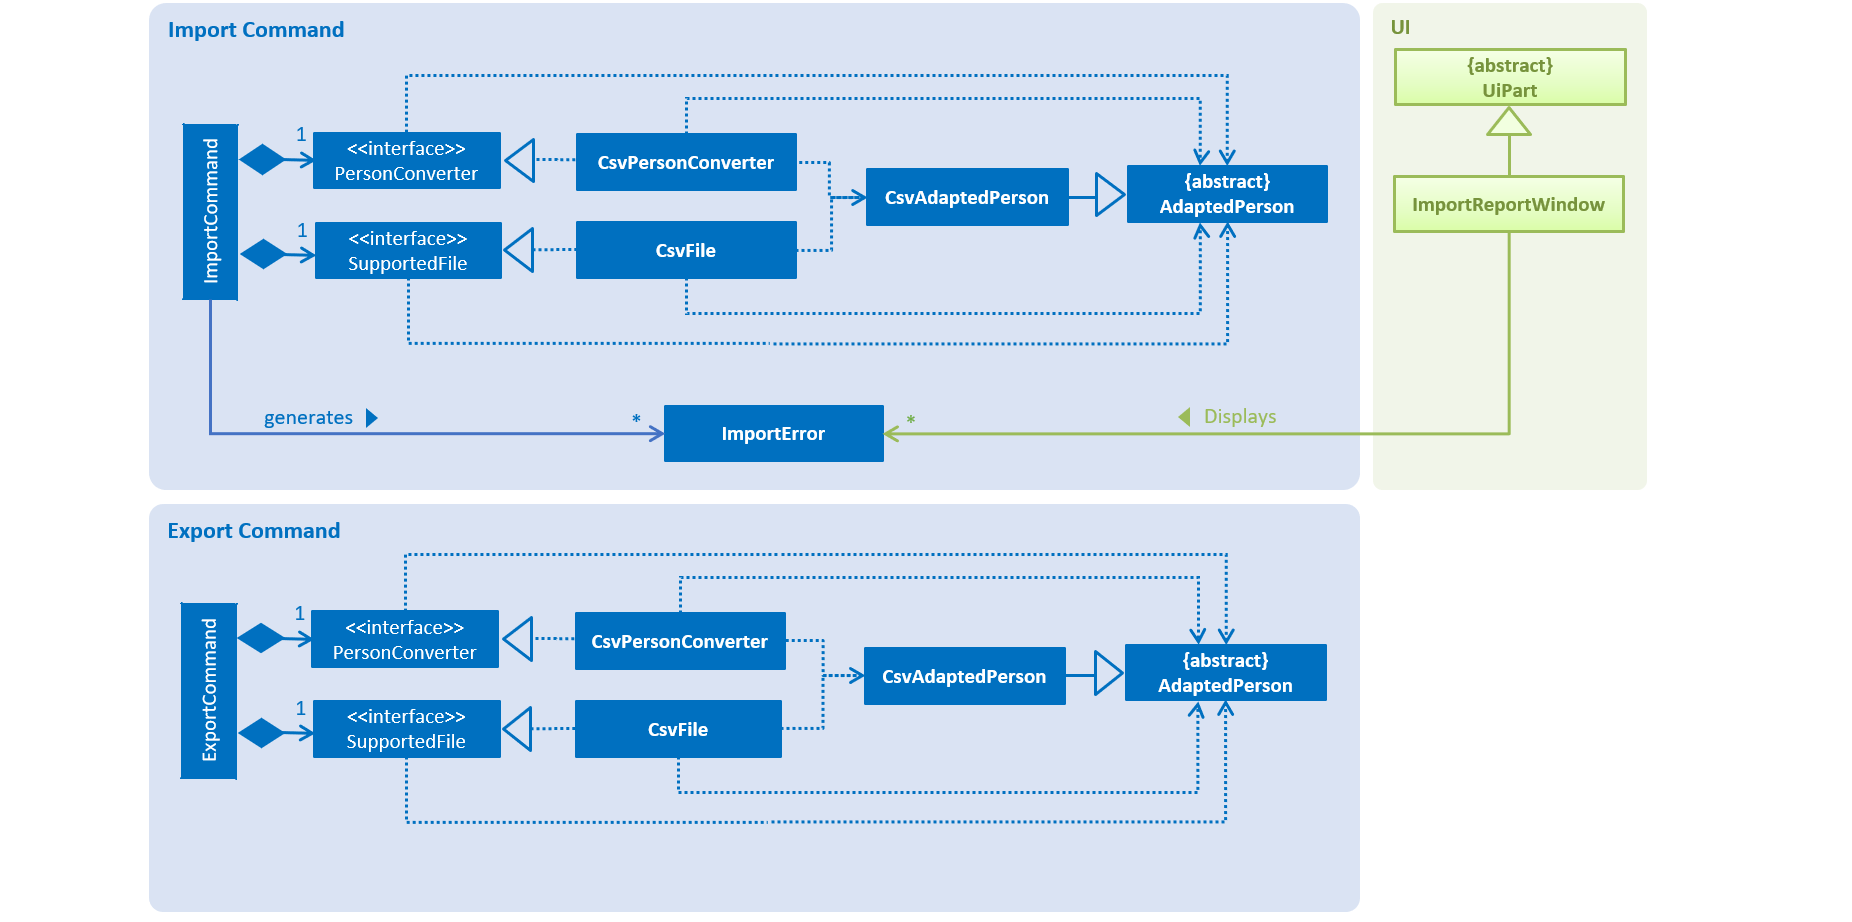 Import Command
ImportCommand
1
<<interface>>
PersonConverter
CsvPersonConverter
1
<<interface>>
SupportedFile
CsvFile
CsvAdaptedPerson
{abstract}
AdaptedPerson
generates
*
ImportError
*
Displays
UI
{abstract}
UiPart
ImportReportWindow
Export Command
ExportCommand
1
<<interface>>
PersonConverter
CsvPersonConverter
1
<<interface>>
SupportedFile
CsvFile
CsvAdaptedPerson
{abstract}
AdaptedPerson